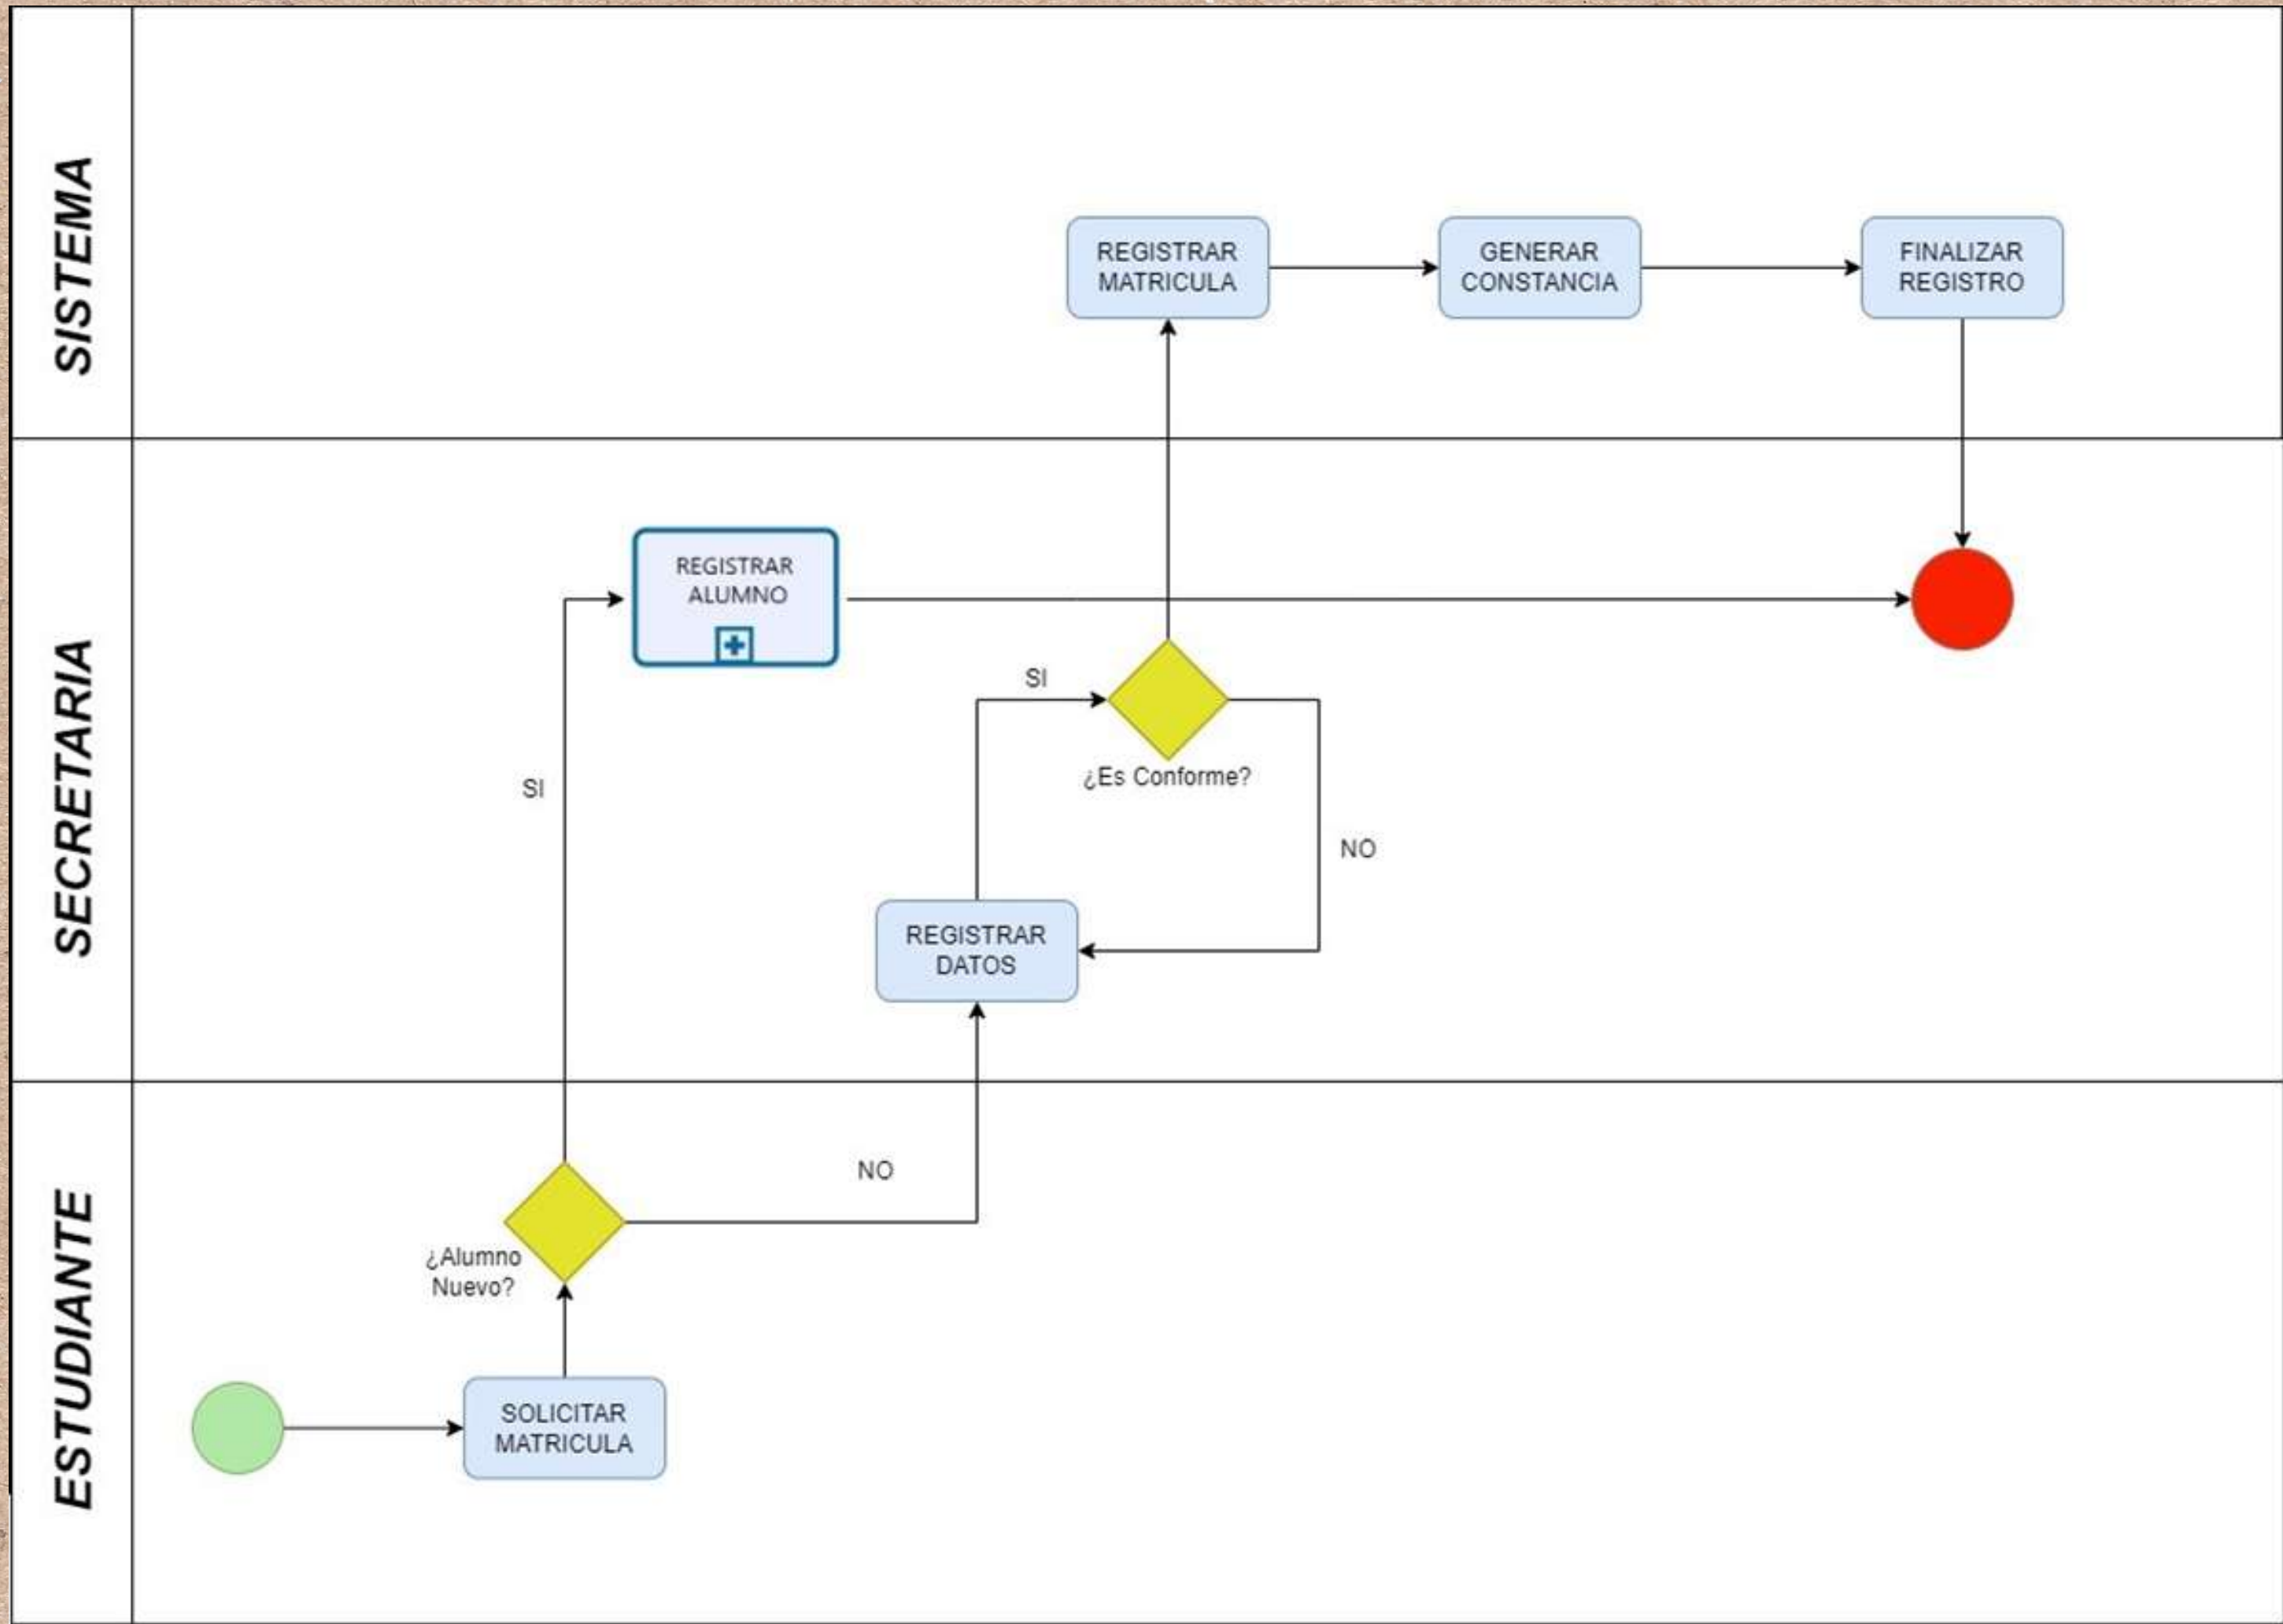 SISTEMA
REGISTRAR
MATRICULA
GENERAR
CONSTANCIA
FINALIZAR
REGISTRO
SECRETARIA
REGISTRAR
ALUMNO
SI
¿Es Conforme?
SI
NO
REGISTRAR
DATOS
ESTUDIANTE
NO
¿Alumno
Nuevo?
SOLICITAR
MATRICULA